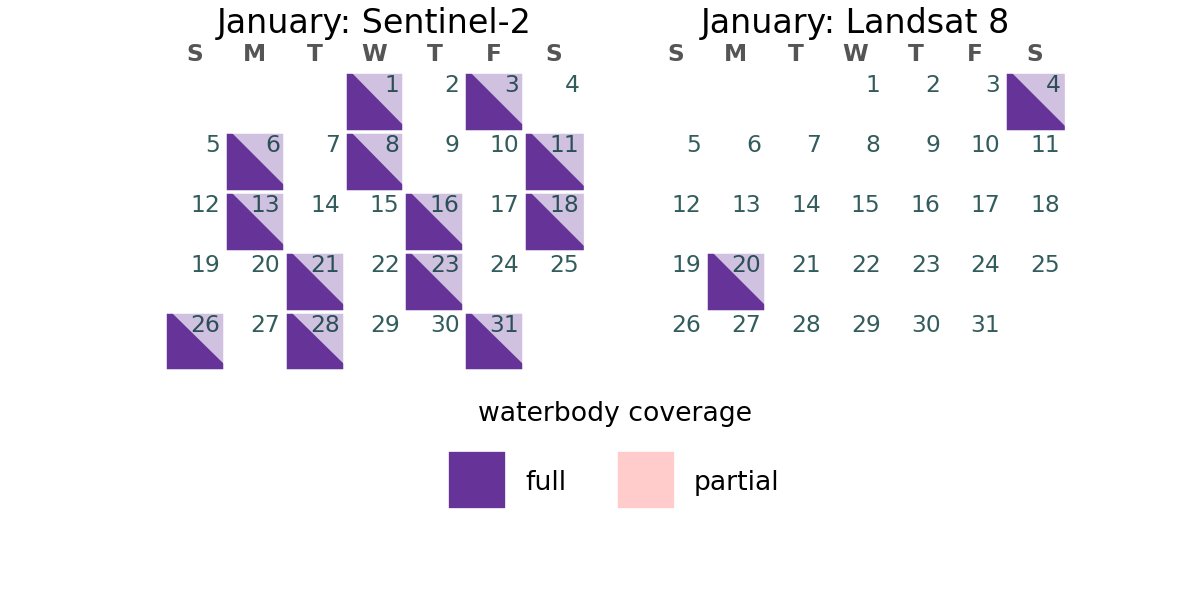 January: Sentinel-2
S M T W T F S
1 2 3 4
5 6 7 8 9 10 11
12 13 14 15 16 17 18
19 20 21 22 23 24 25
26 27 28 29 30 31
January: Landsat 8
S M T W T F S
1 2 3 4
5 6 7 8 9 10 11
12 13 14 15 16 17 18
19 20 21 22 23 24 25
26 27 28 29 30 31
waterbody coverage
full partial